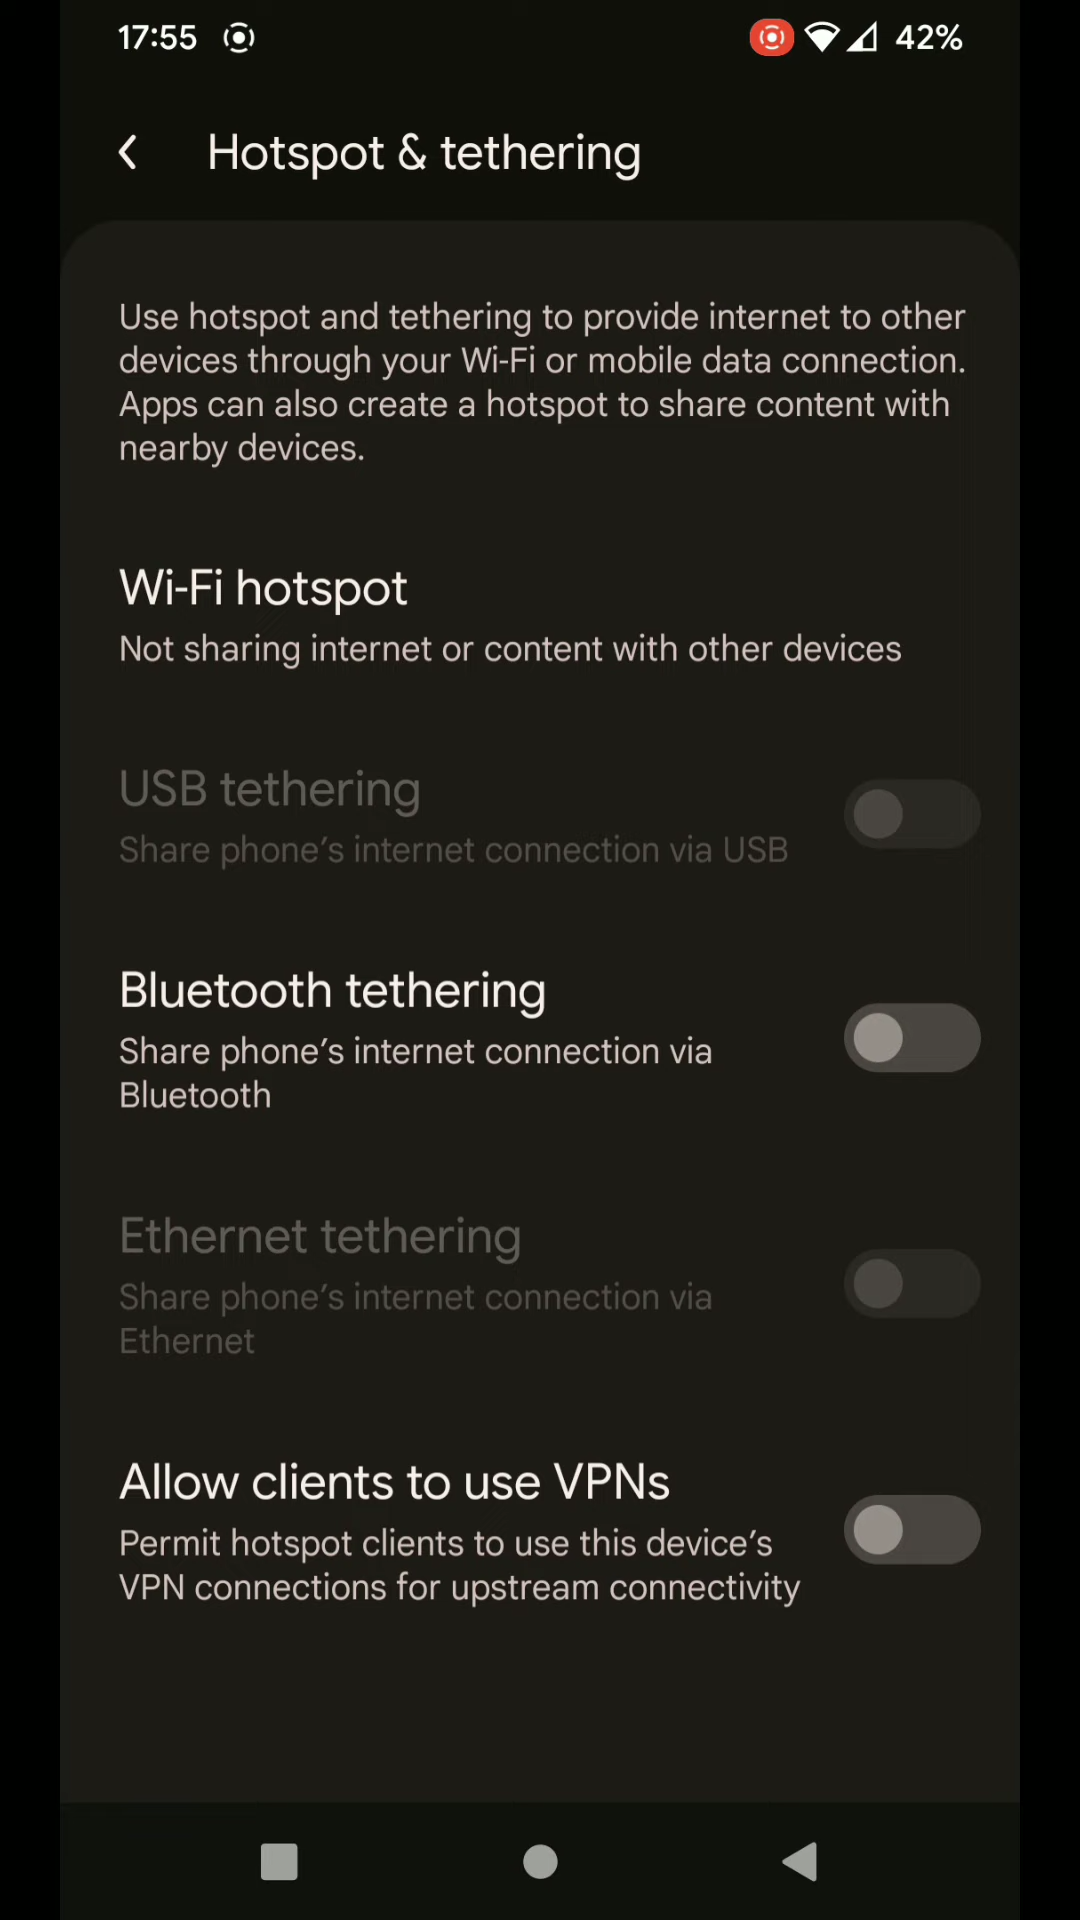 17:55
42%
Hotspot & tethering
Use hotspot and tethering to provide internet to other
devices through your Wi-Fi or mobile data connection.
Apps can also create a hotspot to share content with
nearby devices.
Wi-Fi hotspot
Not sharing internet or content with other devices
USB tethering
Share phone’s internet connection via USB
Bluetooth tethering
Share phone’s internet connection via
Bluetooth
Ethernet tethering
Share phone’s internet connection via
Ethernet
Allow clients to use VPNs
Permit hotspot clients to use this device’s
VPN connections for upstream connectivity